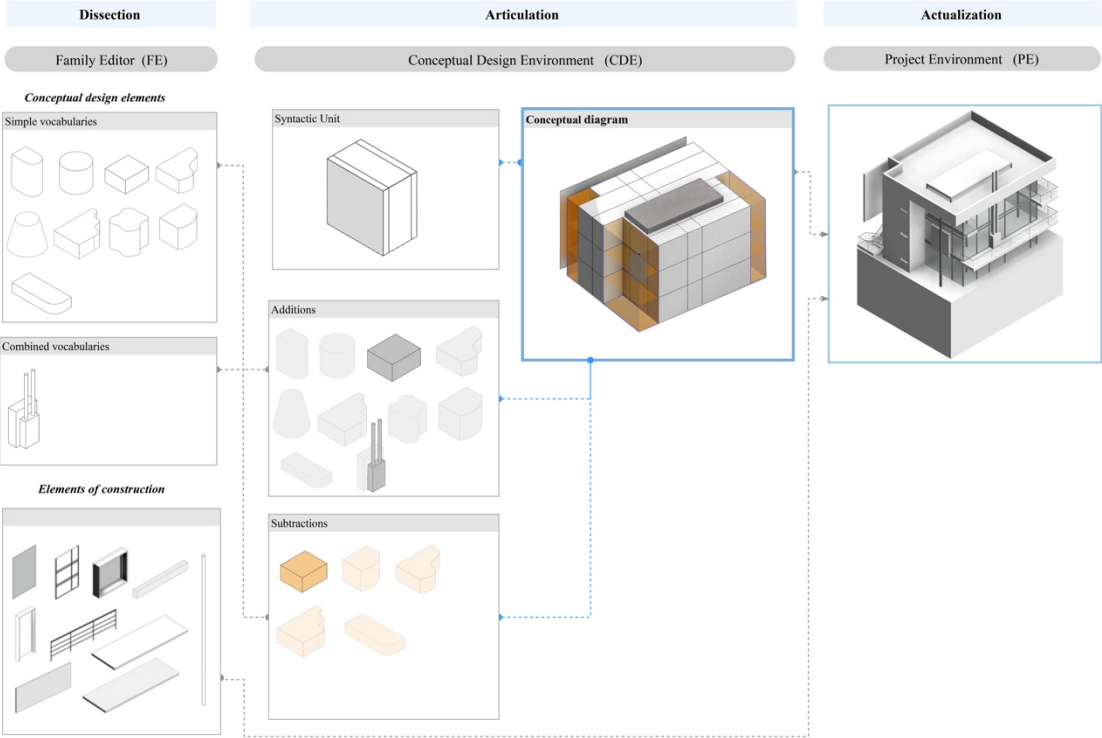 Dissection
Articulation
Actualization
Family Editor (FE)
Conceptual Design Environment (CDE)
Project Environment (PE)
Conceptual design elements
Simple vocabularies
Syntactic Unit
Conceptual diagram
Additions
Combined vocabularies
Elements of construction
Subtractions